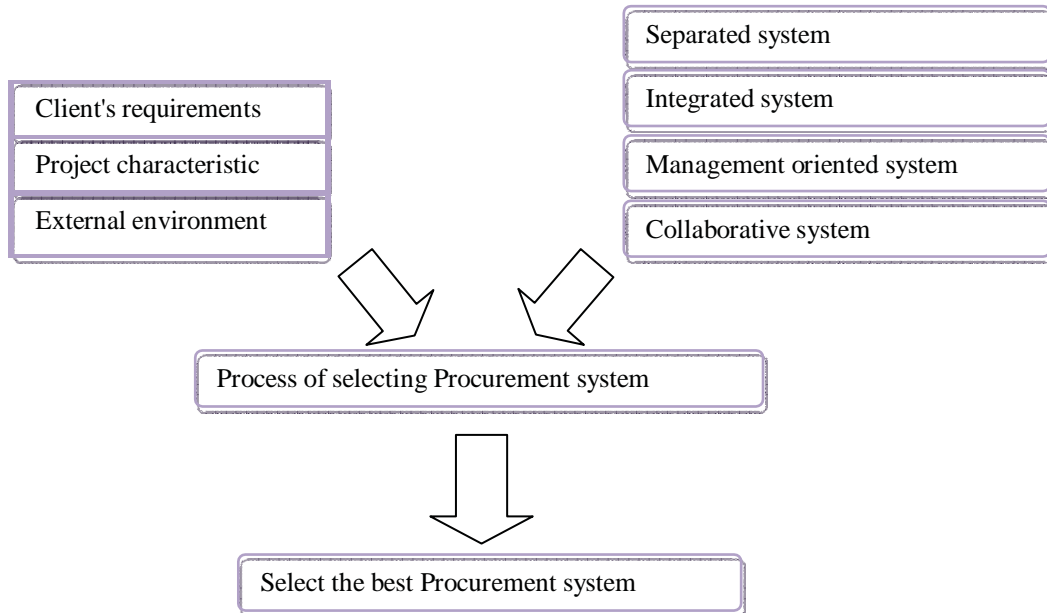 Client's requirements
Project characteristic
External environment
Separated system
Integrated system
Management oriented system
Collaborative system
Process of selecting Procurement system
Select the best Procurement system